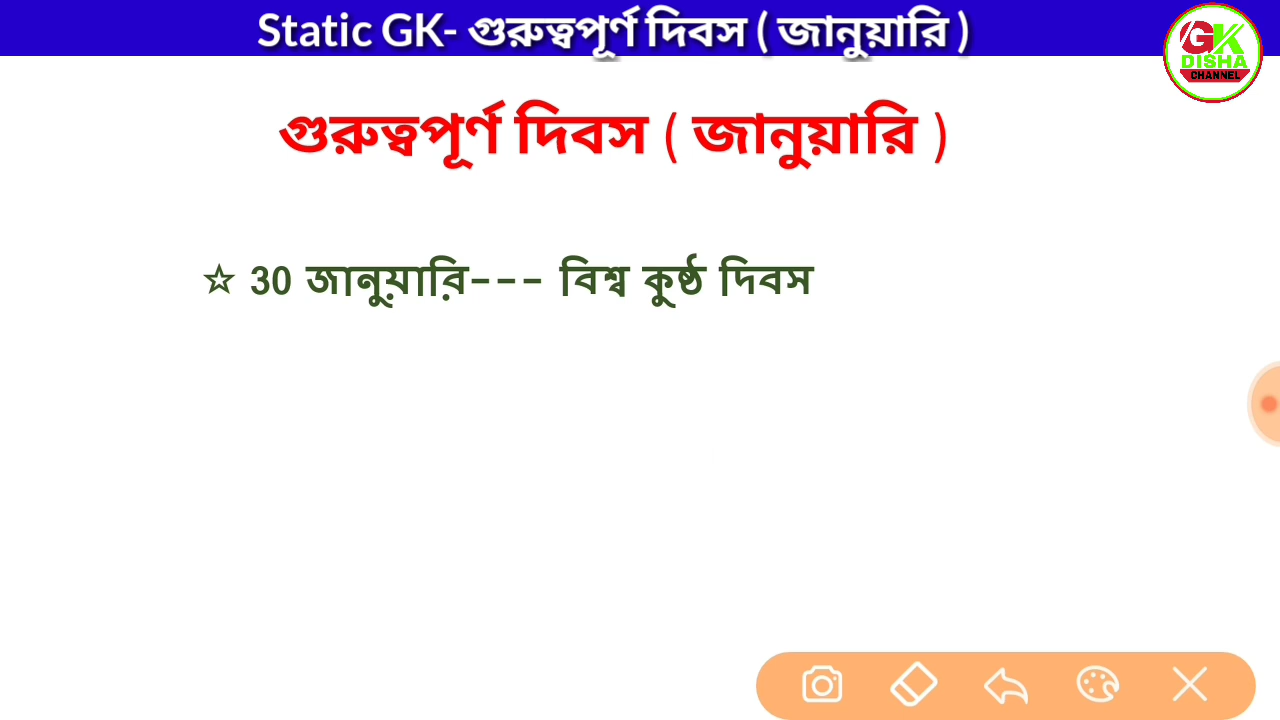 Static GK- গুরুত্বপূর্ণ দিবস ( জানুয়ারি )
GK
DISHA
CHANNEL
গুরুত্বপূর্ণ দিবস ( জানুয়ারি )
☆ 30 জানুয়ারি--- বিশ্ব কুষ্ঠ দিবস